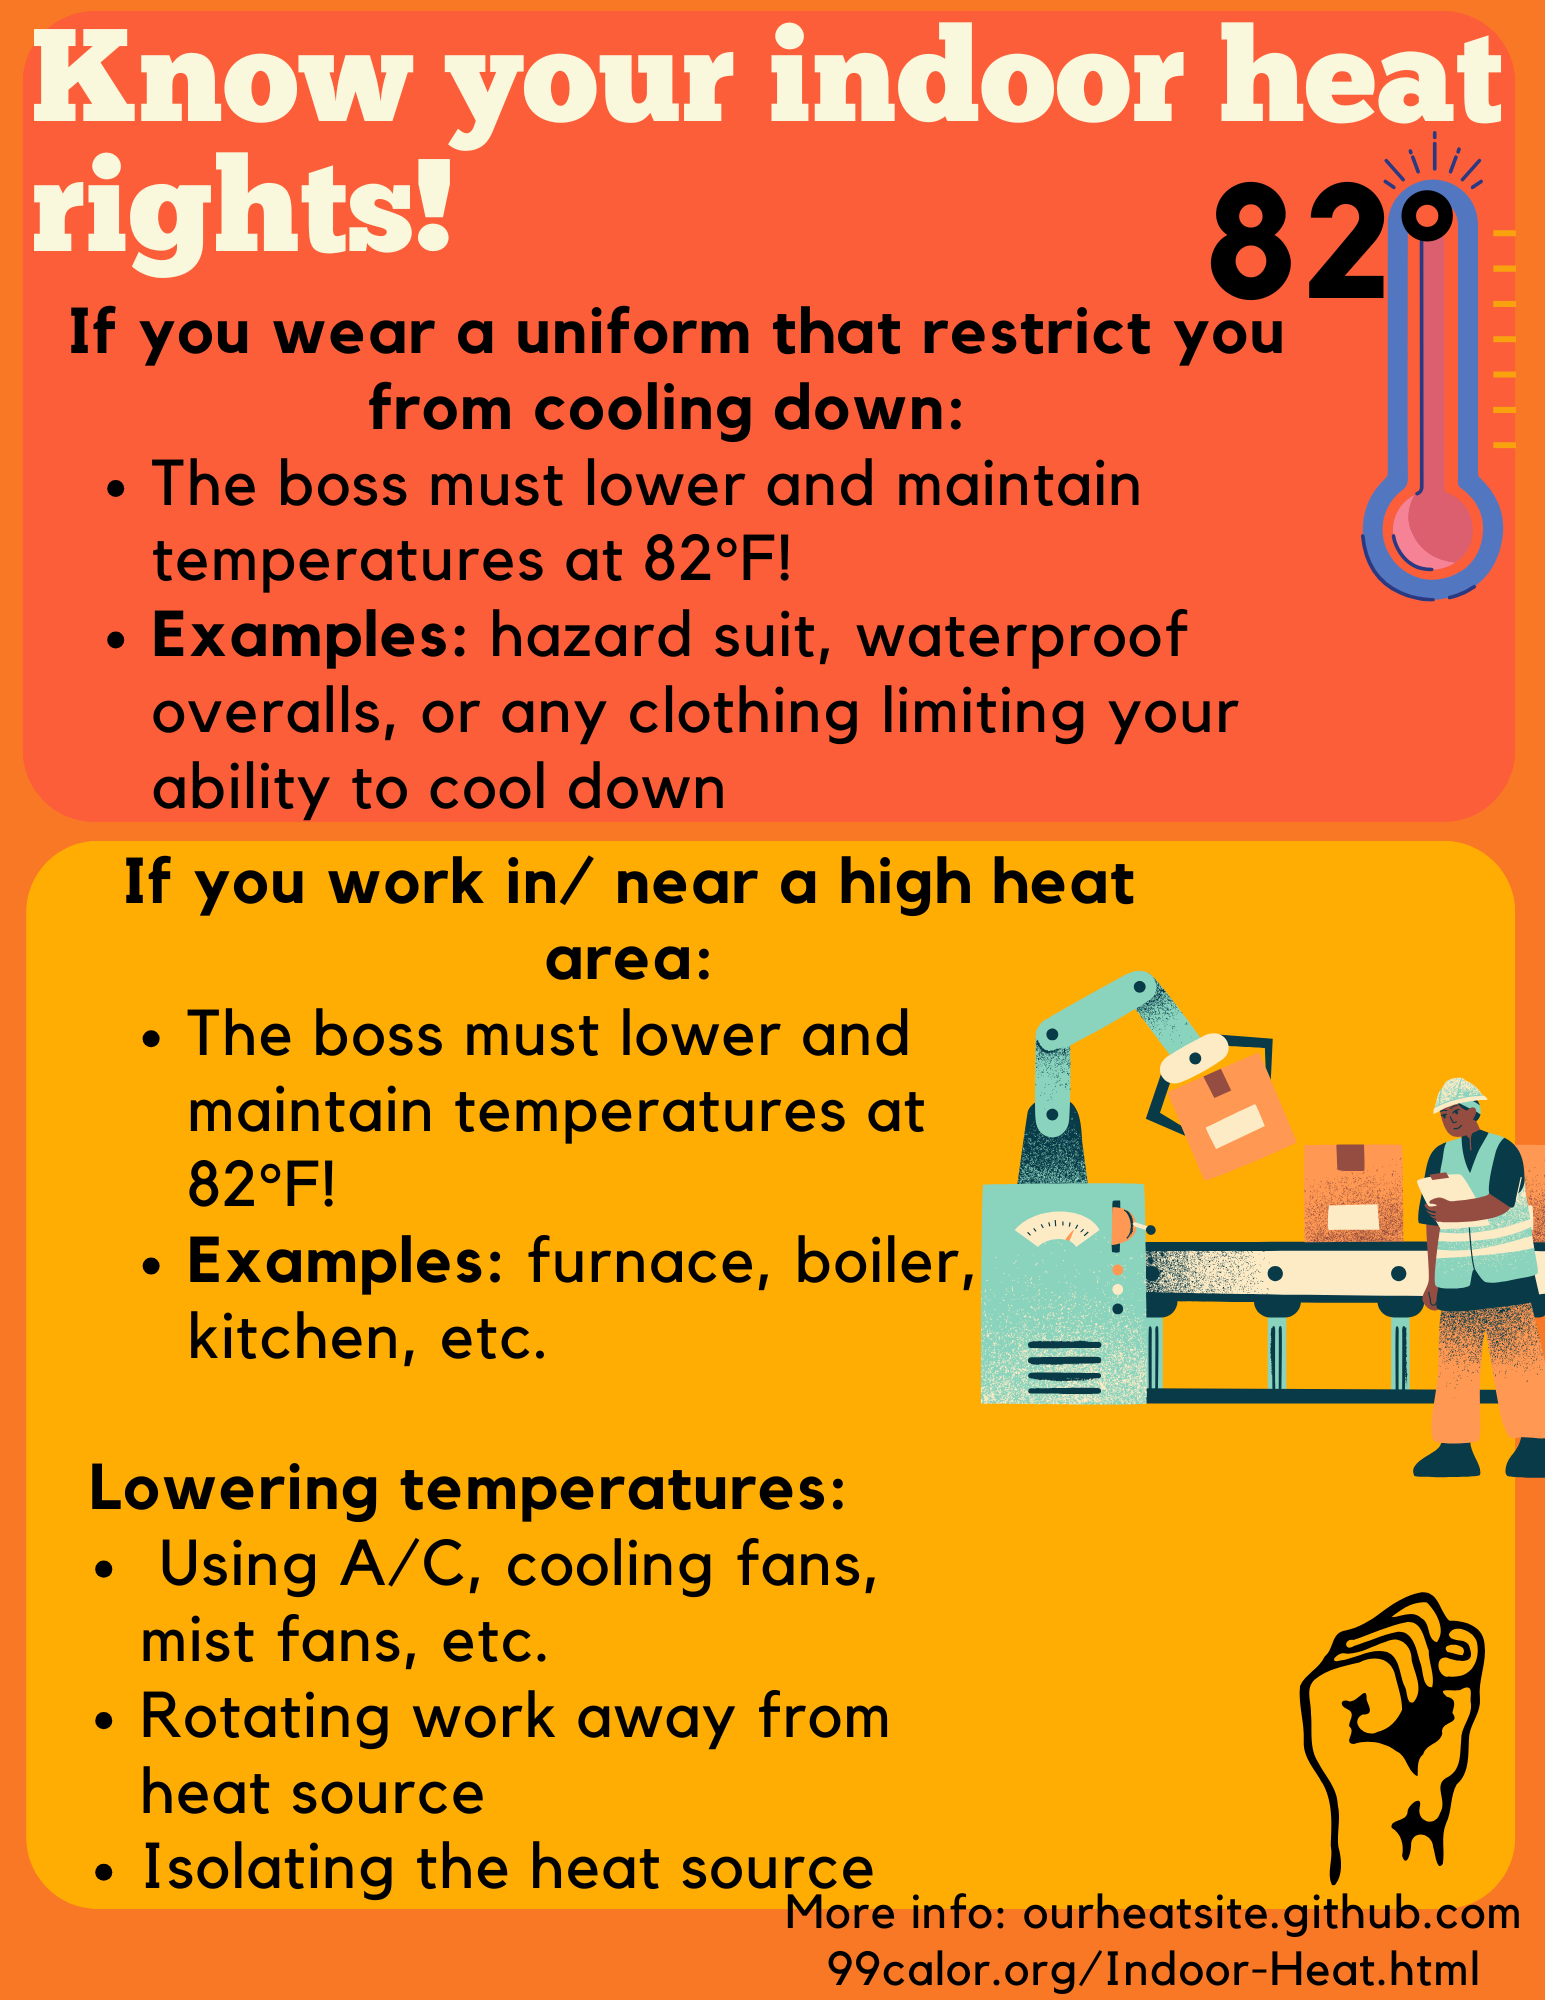 Know your indoor heat
rights!
82°
If you wear a uniform that restrict you
from cooling down:
• The boss must lower and maintain
temperatures at 82°F!
• Examples: hazard suit, waterproof
overalls, or any clothing limiting your
ability to cool down
If you work in/ near a high heat
area:
• The boss must lower and
maintain temperatures at
82°F!
• Examples: furnace, boiler,
kitchen, etc.
Lowering temperatures:
• Using A/C, cooling fans,
mist fans, etc.
• Rotating work away from
heat source
• Isolating the heat source
More info: ourheatsite.github.com
99calor.org/Indoor-Heat.html